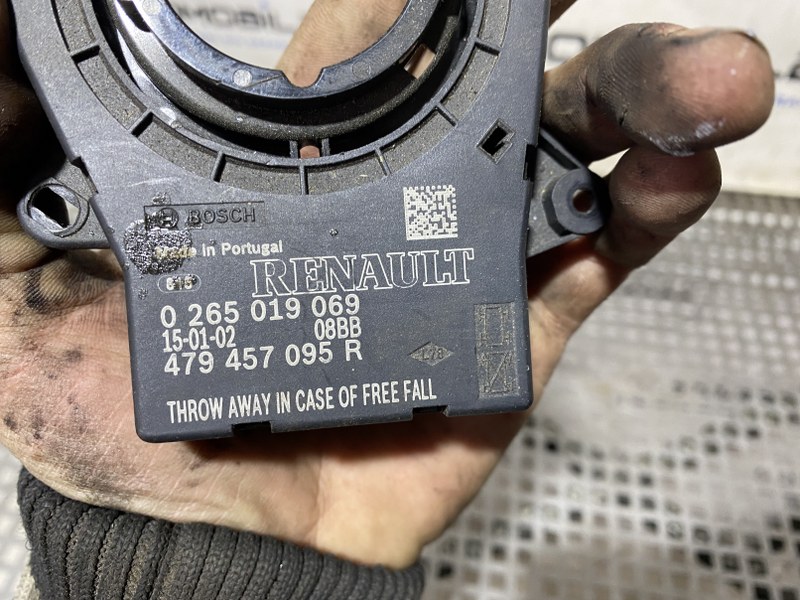 BOSCH
Made in Portugal
RENAULT
0 265 019 069
15-01-02 08BB
479 457 095 R
THROW AWAY IN CASE OF FREE FALL